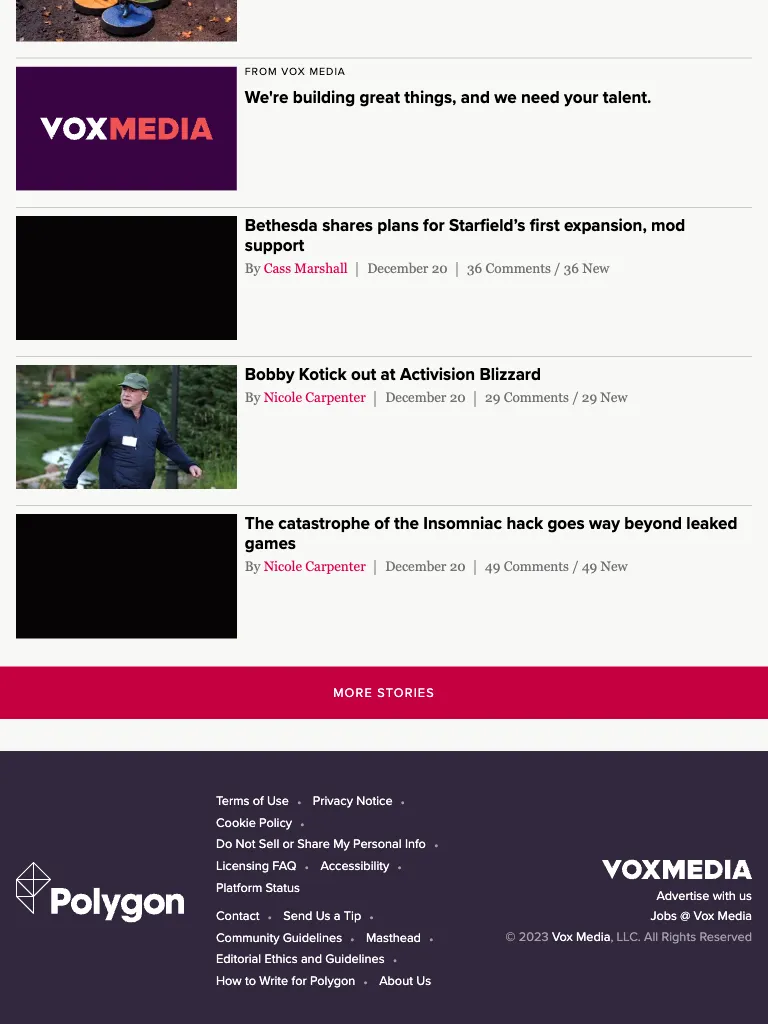 FROM VOX MEDIA
VOXMEDIA
We're building great things, and we need your talent.
Bethesda shares plans for Starfield’s first expansion, mod
support
By Cass Marshall | December 20 | 36 Comments / 36 New
Bobby Kotick out at Activision Blizzard
By Nicole Carpenter | December 20 | 29 Comments / 29 New
The catastrophe of the Insomniac hack goes way beyond leaked
games
By Nicole Carpenter | December 20 | 49 Comments / 49 New
MORE STORIES
Polygon
Terms of Use • Privacy Notice •
Cookie Policy •
Do Not Sell or Share My Personal Info •
Licensing FAQ • Accessibility •
Platform Status
Contact • Send Us a Tip •
Community Guidelines • Masthead •
Editorial Ethics and Guidelines •
How to Write for Polygon • About Us
VOXMEDIA
Advertise with us
Jobs @ Vox Media
© 2023 Vox Media, LLC. All Rights Reserved